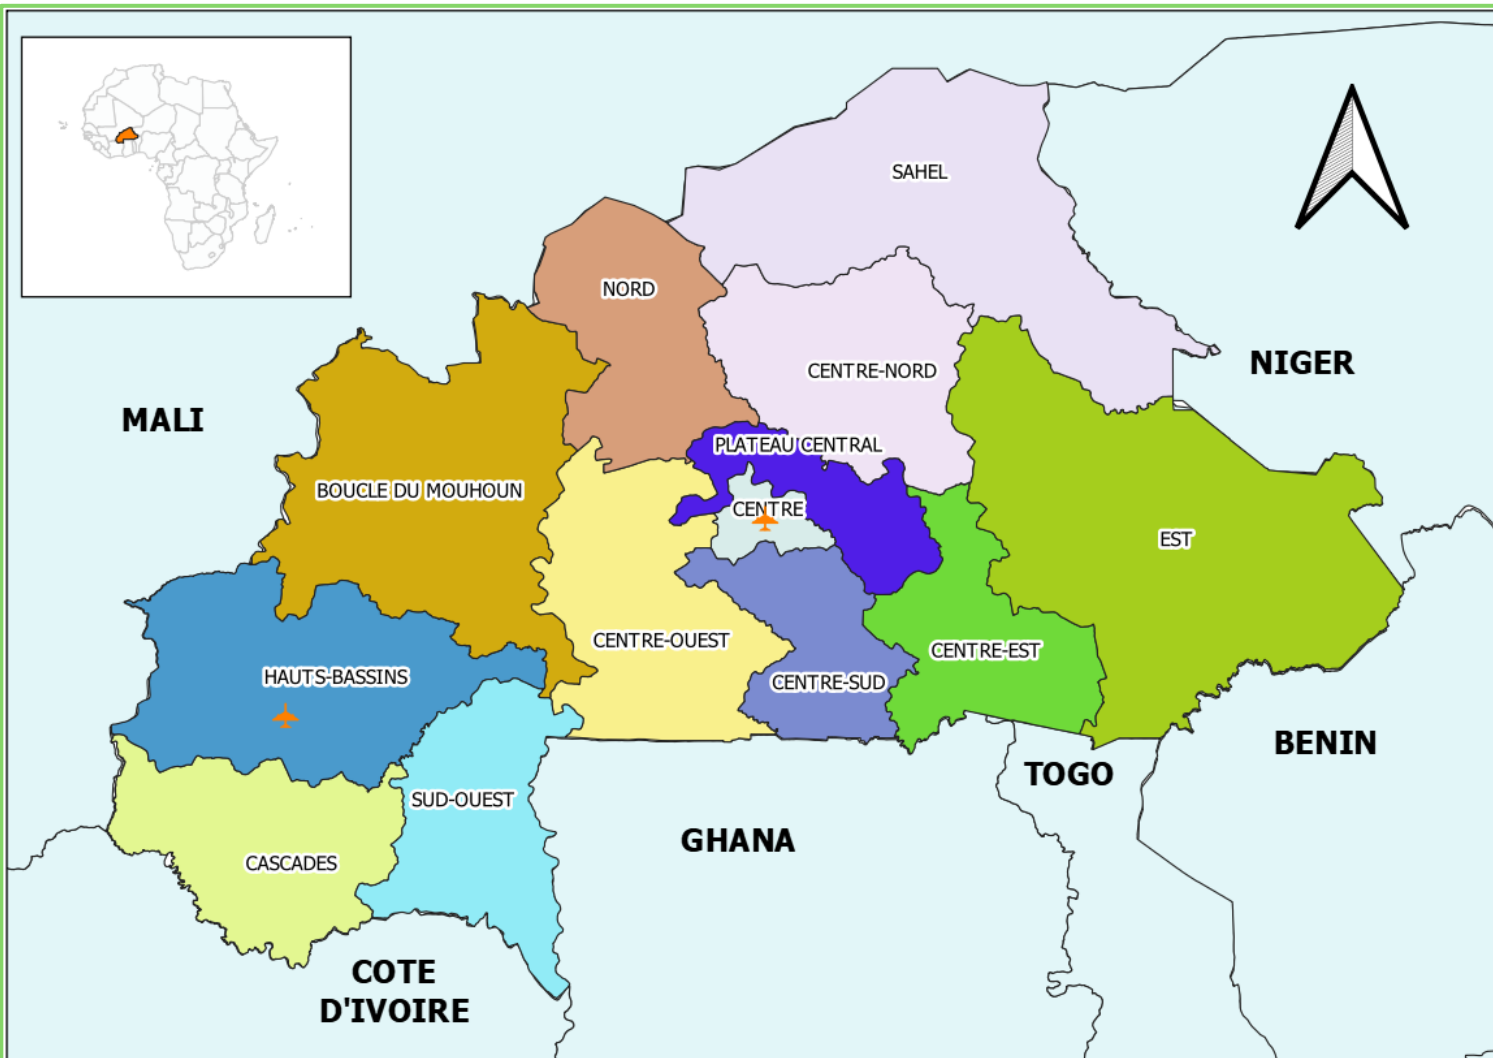 SAHEL
NORD
NIGER
CENTRE-NORD
MALI
PLATEAU CENTRAL
BOUCLE DU MOUHOUN
CENTRE
EST
CENTRE-OUEST
CENTRE-EST
HAUTS-BASSINS
CENTRE-SUD
BENIN
TOGO
SUD-OUEST
GHANA
CASCADES
COTE
D'IVOIRE